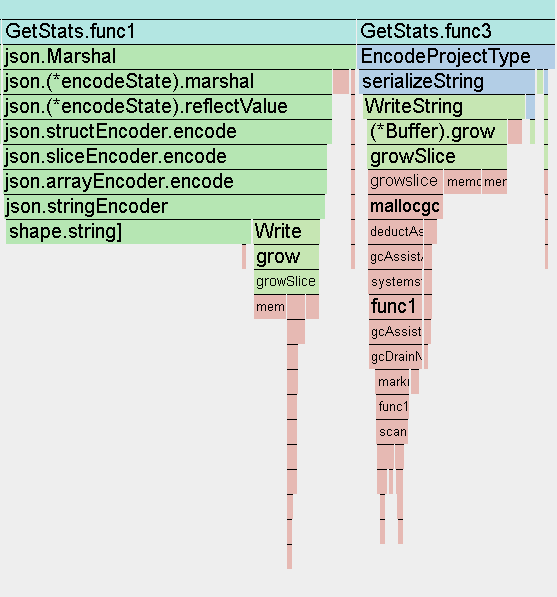 GetStats.func1 GetStats.func3
json.Marshal EncodeProjectType
json.(*encodeState).marshal serializeString
json.(*encodeState).reflectValue WriteString
json.structEncoder.encode (*Buffer).grow
json.sliceEncoder.encode growSlice
json.arrayEncoder.encode growslice memc mer
json.stringEncoder mallocgc
shape.string] Write deductAs
grow gcAssist
growSlice systems
mem func1
gcAssist
gcDrainN
mark
func1
scan